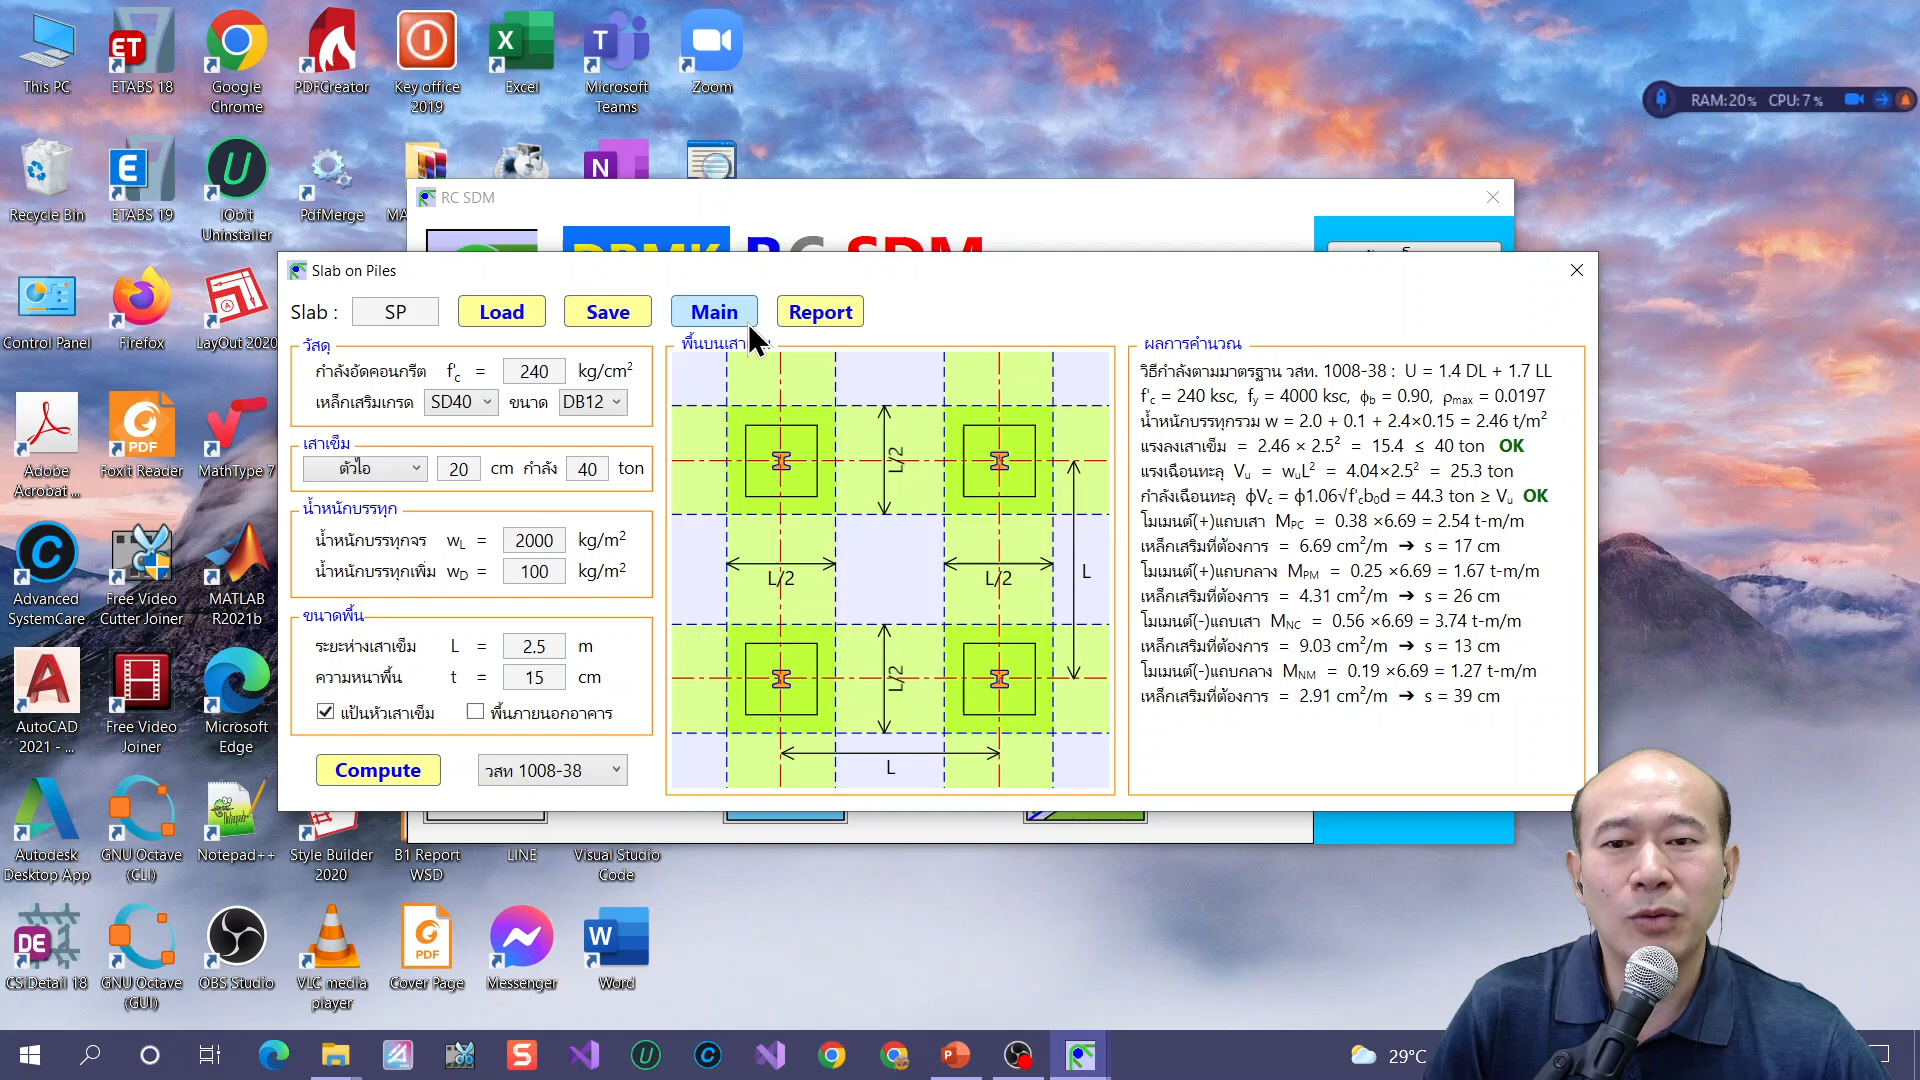 This PC
ETABS 18
Google Chrome
PDFCreator
Key office 2019
Excel
Microsoft Teams
Zoom
RAM:20% CPU:7%
Recycle Bin
ETABS 19
IObit Uninstaller
PdfMerge
MA
RC SDM
RC SDM
Control Panel
Firefox
LayOut 2020
Slab on Piles
Slab : SP Load Save Main Report
วัสดุ
กำลังอัดคอนกรีต f'c = 240 kg/cm²
เหล็กเสริมเกรด SD40 ขนาด DB12
เสาเข็ม
ตัวไอ 20 cm กำลัง 40 ton
น้ำหนักบรรทุก
น้ำหนักบรรทุกจร wL = 2000 kg/m²
น้ำหนักบรรทุกเพิ่ม wD = 100 kg/m²
ขนาดพื้น
ระยะห่างเสาเข็ม L = 2.5 m
ความหนาพื้น t = 15 cm
แป้นหัวเสาเข็ม พื้นภายนอกอาคาร
Compute วสท 1008-38
L/2
L/2 L/2 L
L/2
L
ผลการคำนวณ
วิธีกำลังตามมาตรฐาน วสท. 1008-38 : U = 1.4 DL + 1.7 LL
f'c = 240 ksc, fy = 4000 ksc, ϕb = 0.90, ρmax = 0.0197
น้ำหนักบรรทุกรวม w = 2.0 + 0.1 + 2.4×0.15 = 2.46 t/m²
แรงลงเสาเข็ม = 2.46 × 2.5² = 15.4 ≤ 40 ton OK
แรงเฉือนทะลุ Vu = wuL² = 4.04×2.5² = 25.3 ton
กำลังเฉือนทะลุ ϕVc = ϕ1.06√f'cb0d = 44.3 ton ≥ Vu OK
โมเมนต์(+)แถบเสา MPC = 0.38 ×6.69 = 2.54 t-m/m
เหล็กเสริมที่ต้องการ = 6.69 cm²/m ➔ s = 17 cm
โมเมนต์(+)แถบกลาง MPM = 0.25 ×6.69 = 1.67 t-m/m
เหล็กเสริมที่ต้องการ = 4.31 cm²/m ➔ s = 26 cm
โมเมนต์(-)แถบเสา MNC = 0.56 ×6.69 = 3.74 t-m/m
เหล็กเสริมที่ต้องการ = 9.03 cm²/m ➔ s = 13 cm
โมเมนต์(-)แถบกลาง MNM = 0.19 ×6.69 = 1.27 t-m/m
เหล็กเสริมที่ต้องการ = 2.91 cm²/m ➔ s = 39 cm
Adobe Acrobat ...
Foxit Reader
MathType 7
Advanced SystemCare
Free Video Cutter Joiner
MATLAB R2021b
AutoCAD 2021 - ...
Free Video Joiner
Microsoft Edge
Autodesk Desktop App
GNU Octave (CLI)
Notepad++
Style Builder 2020
B1 Report WSD
LINE
Visual Studio Code
CSiDetail 18
GNU Octave (GUI)
OBS Studio
VLC media player
Cover Page
Messenger
Word
29°C